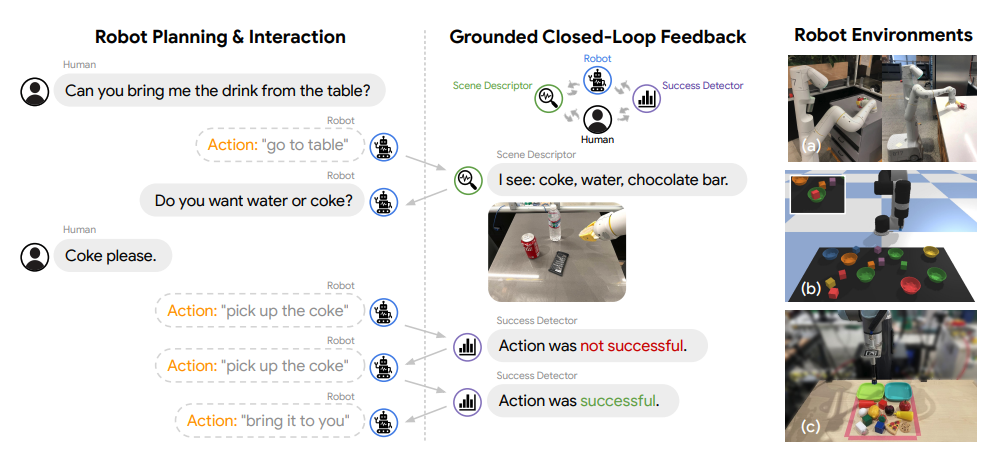 Robot Planning & Interaction
Human
Can you bring me the drink from the table?
Robot
Action: "go to table"
Robot
Do you want water or coke?
Human
Coke please.
Robot
Action: "pick up the coke"
Robot
Action: "pick up the coke"
Robot
Action: "bring it to you"
Grounded Closed-Loop Feedback
Robot
Scene Descriptor
Success Detector
Human
Scene Descriptor
I see: coke, water, chocolate bar.
Success Detector
Action was not successful.
Success Detector
Action was successful.
Robot Environments
(a)
(b)
(c)